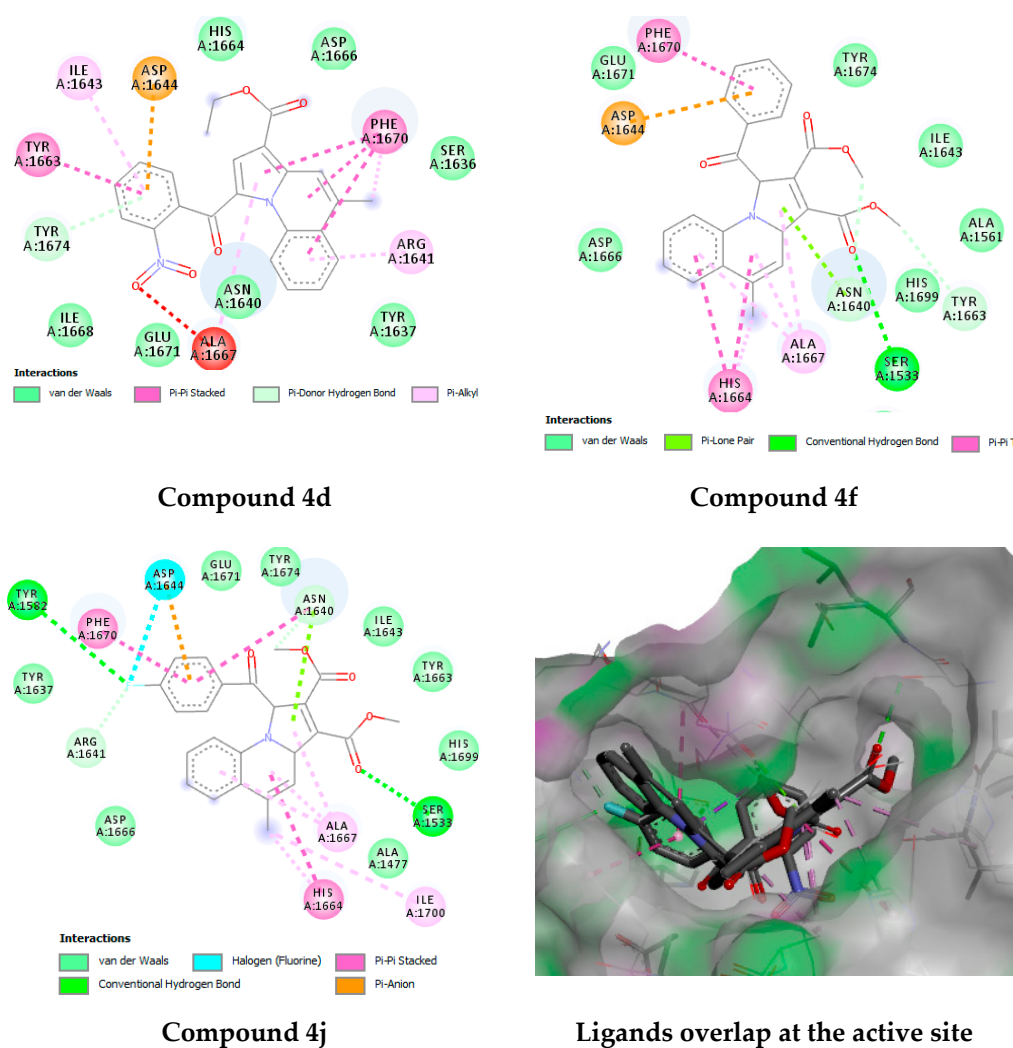 HIS
A:1664
ASP
A:1666
ILE
A:1643
ASP
A:1644
PHE
A:1670
SER
A:1636
TYR
A:1663
TYR
A:1674
ARG
A:1641
ASN
A:1640
ILE
A:1668
GLU
A:1671
ALA
A:1667
TYR
A:1637
O
O
N
O
N
O
O
Interactions
van der Waals
Pi-Pi Stacked
Pi-Donor Hydrogen Bond
Pi-Alkyl
Compound 4d
PHE
A:1670
GLU
A:1671
TYR
A:1674
ASP
A:1644
ILE
A:1643
ALA
A:1561
ASP
A:1666
ASN
A:1640
HIS
A:1699
TYR
A:1663
ALA
A:1667
SER
A:1533
HIS
A:1664
O
O
O
O
O
N
Interactions
van der Waals
Pi-Lone Pair
Conventional Hydrogen Bond
Pi-Pi T
Compound 4f
ASP
A:1644
GLU
A:1671
TYR
A:1674
TYR
A:1582
PHE
A:1670
ASN
A:1640
ILE
A:1643
TYR
A:1637
TYR
A:1663
ARG
A:1641
HIS
A:1699
ASP
A:1666
ALA
A:1667
SER
A:1533
ALA
A:1477
HIS
A:1664
ILE
A:1700
O
O
O
O
O
N
Interactions
van der Waals
Halogen (Fluorine)
Pi-Pi Stacked
Conventional Hydrogen Bond
Pi-Anion
Compound 4j
Ligands overlap at the active site